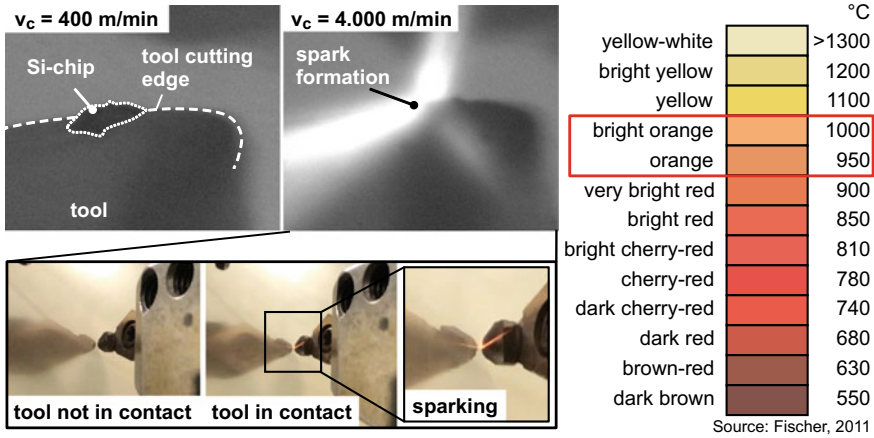 v_c = 400 m/min
Si-chip
tool cutting
edge
tool
v_c = 4.000 m/min
spark
formation
tool not in contact
tool in contact
sparking
°C
yellow-white >1300
bright yellow 1200
yellow 1100
bright orange 1000
orange 950
very bright red 900
bright red 850
bright cherry-red 810
cherry-red 780
dark cherry-red 740
dark red 680
brown-red 630
dark brown 550
Source: Fischer, 2011